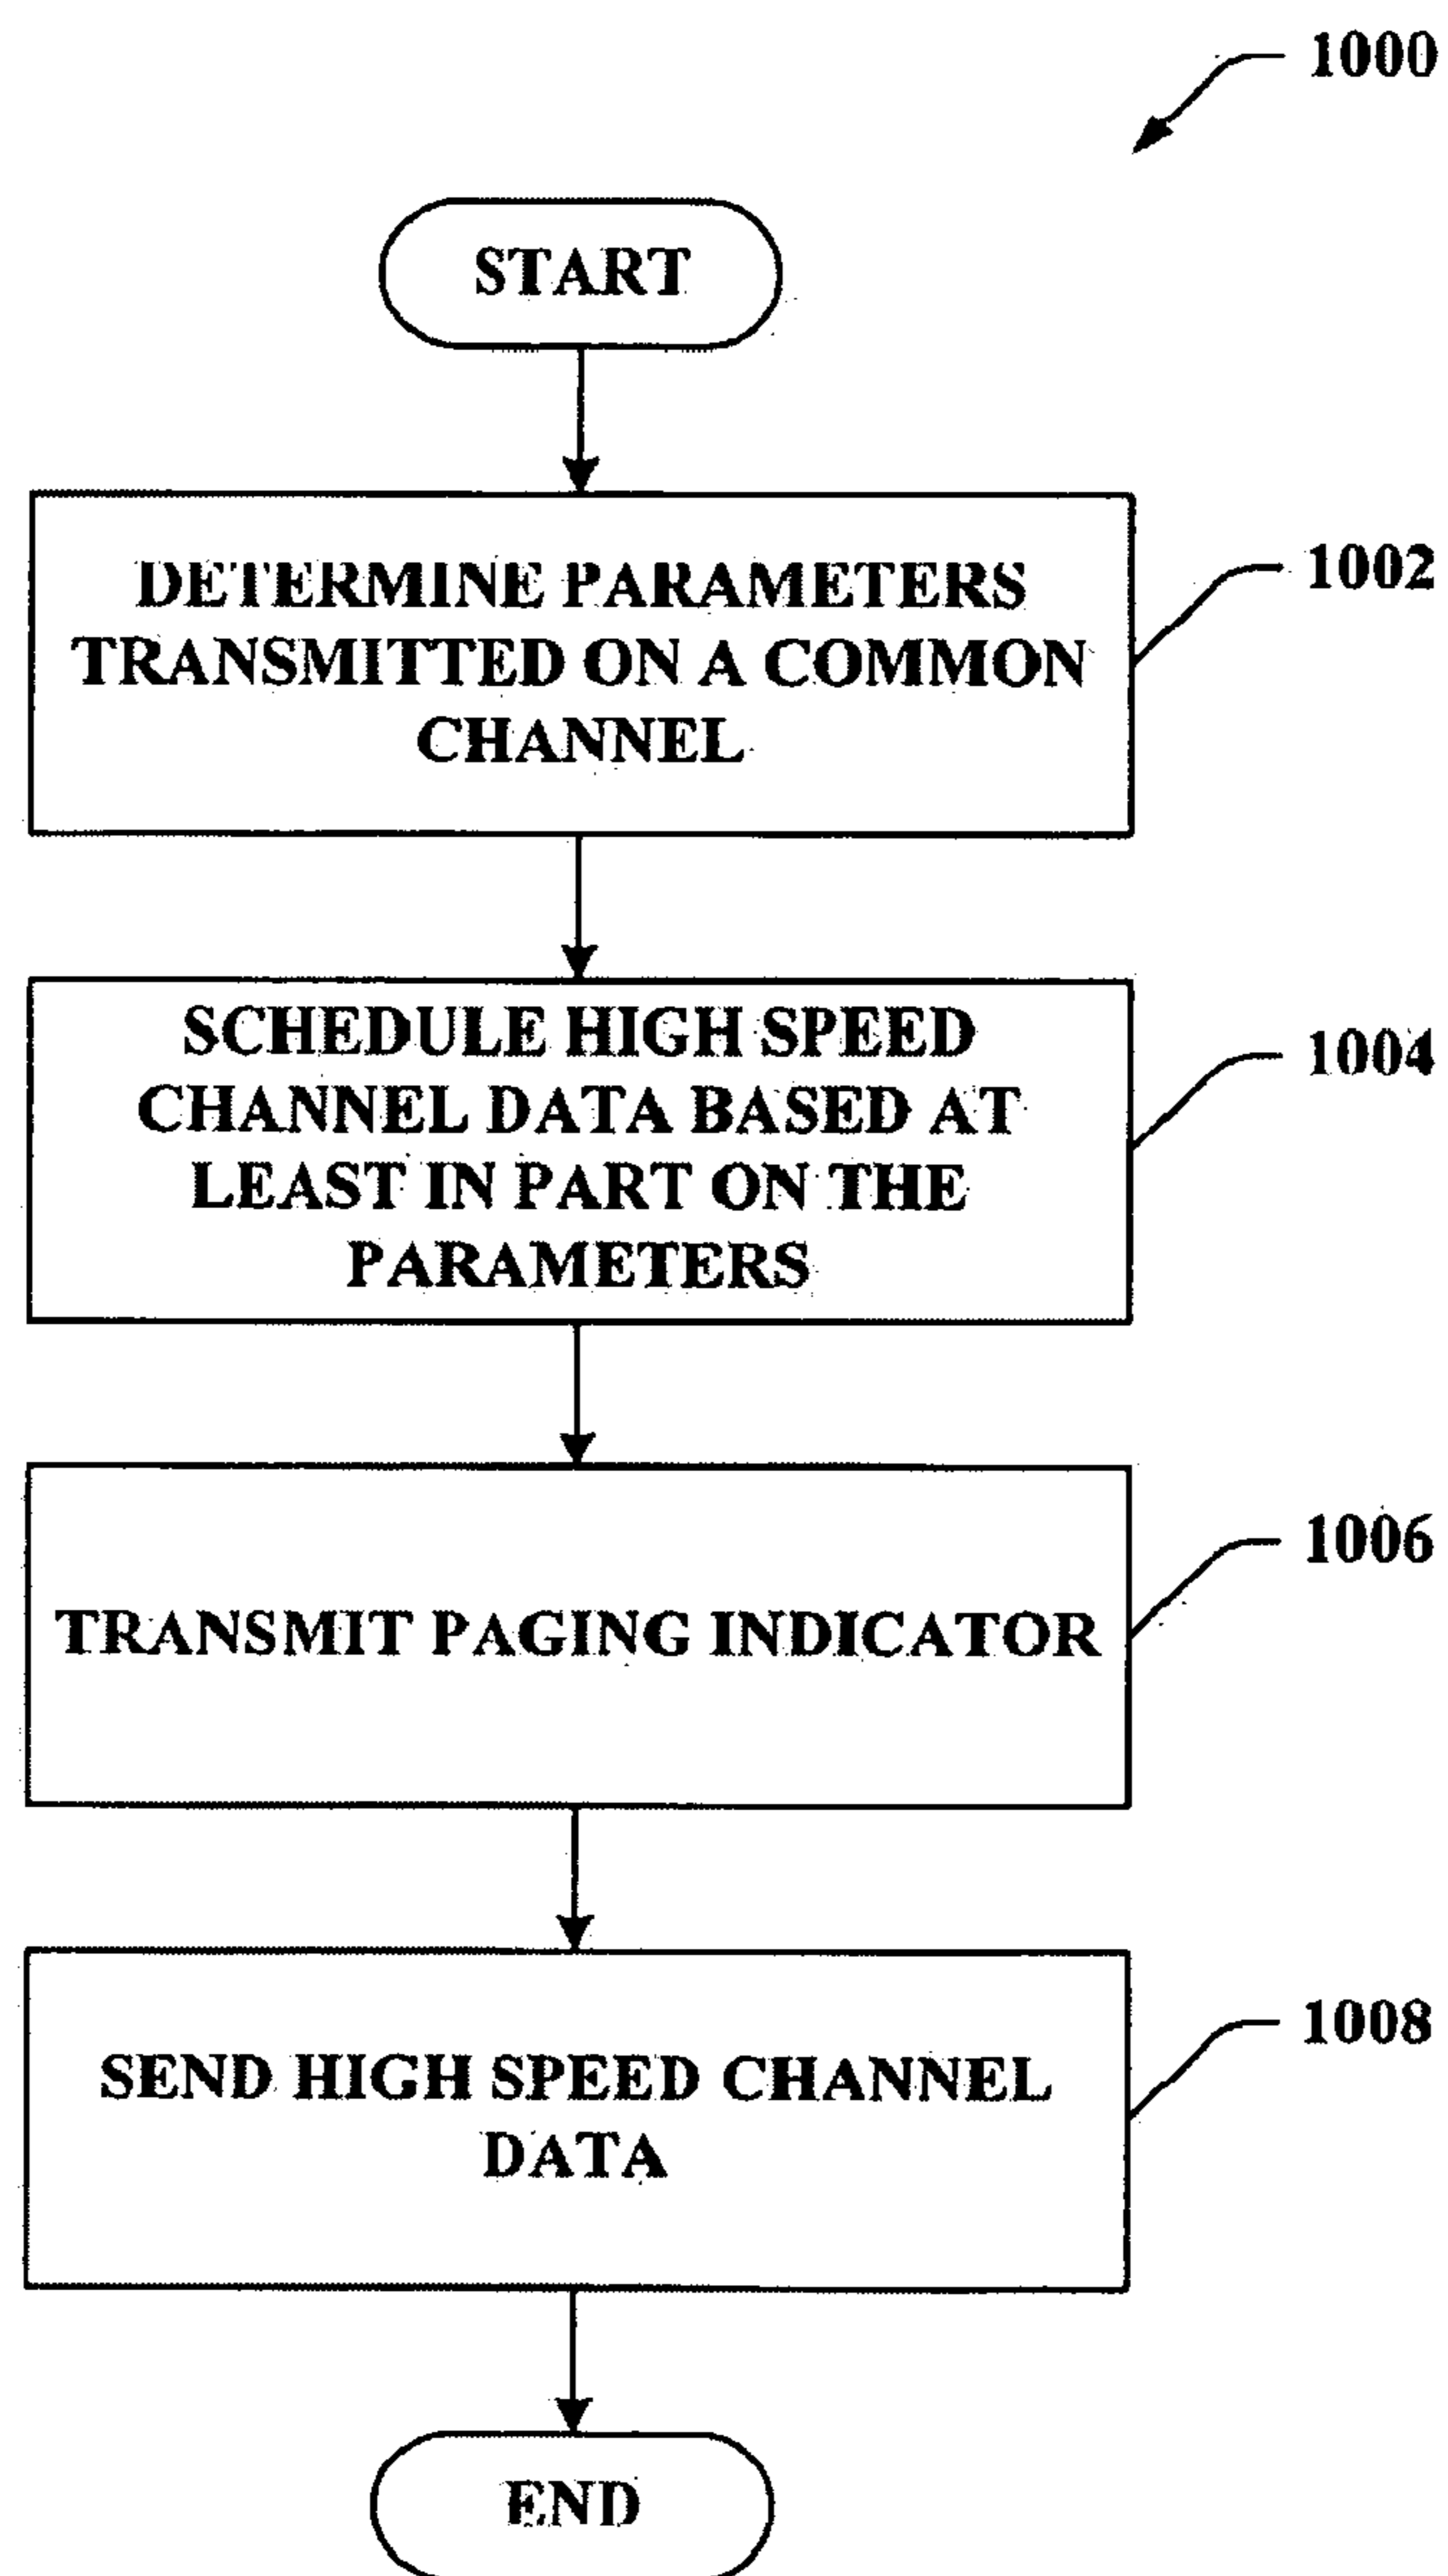 1000
START
DETERMINE PARAMETERS
TRANSMITTED ON A COMMON
CHANNEL
1002
SCHEDULE HIGH SPEED
CHANNEL DATA BASED AT
LEAST IN PART ON THE
PARAMETERS
1004
TRANSMIT PAGING INDICATOR
1006
SEND HIGH SPEED CHANNEL
DATA
1008
END